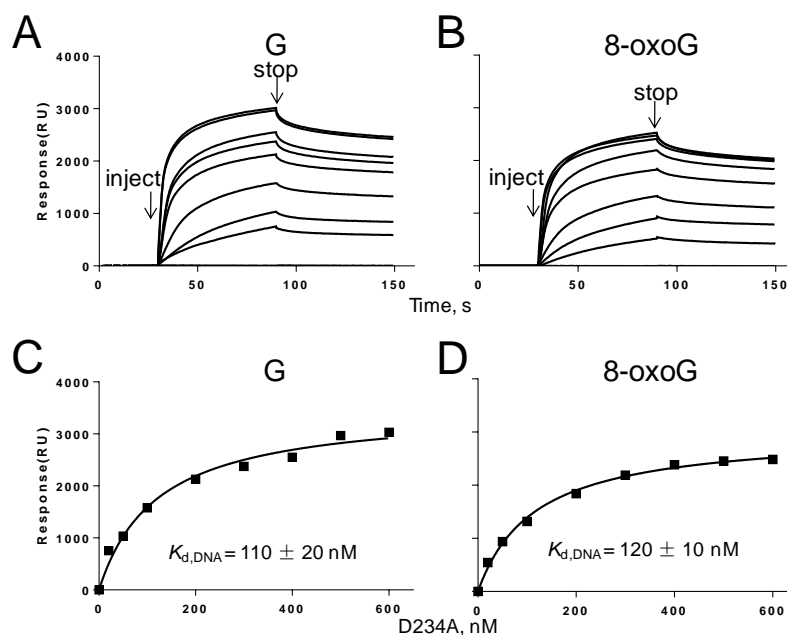 A
G
B
8-oxoG
4000
3000
2000
1000
0
Response(RU)
inject
stop
0
50
100
150
inject
stop
0
50
100
150
Time, s
C
G
D
8-oxoG
4000
3000
2000
1000
0
Response(RU)
Kd,DNA = 110 ± 20 nM
0
200
400
600
Kd,DNA = 120 ± 10 nM
0
200
400
600
D234A, nM